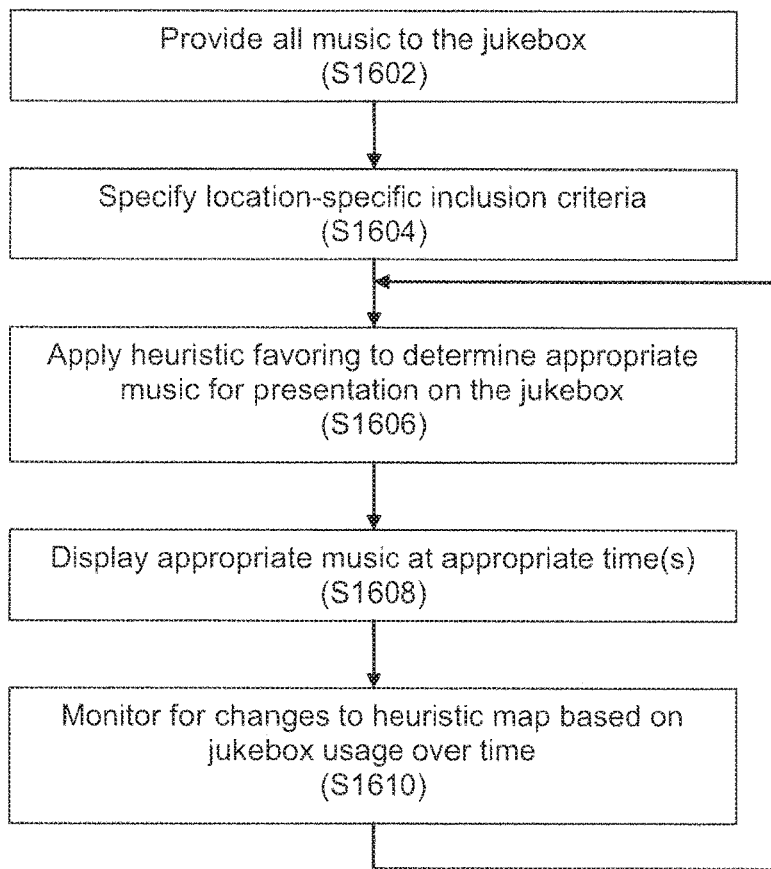 Provide all music to the jukebox
(S1602)
Specify location-specific inclusion criteria
(S1604)
Apply heuristic favoring to determine appropriate
music for presentation on the jukebox
(S1606)
Display appropriate music at appropriate time(s)
(S1608)
Monitor for changes to heuristic map based on
jukebox usage over time
(S1610)